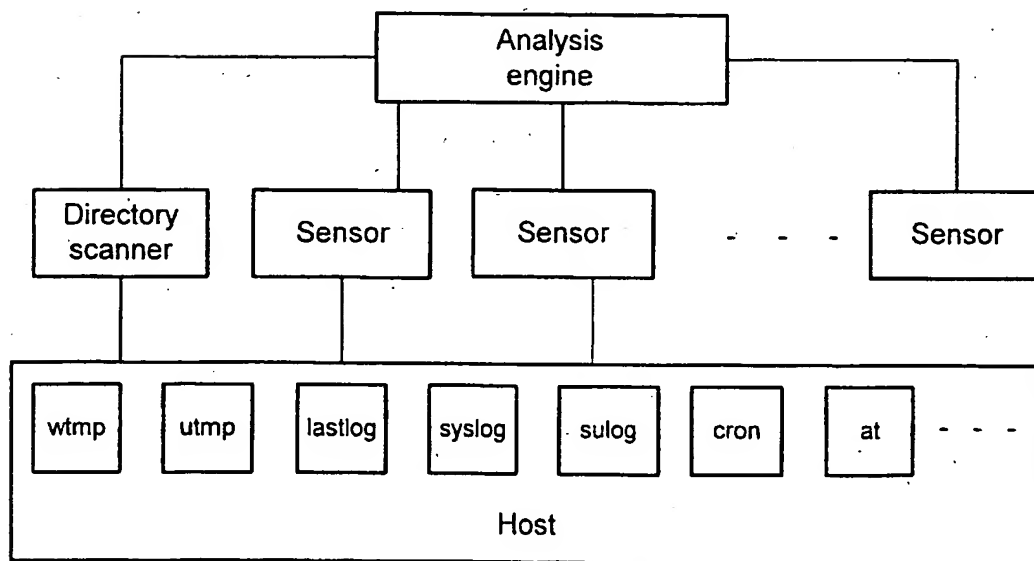 Analysis
engine
Directory
scanner
Sensor
Sensor
- - - -
Sensor
wtmp
utmp
lastlog
syslog
sulog
cron
at
- - - -
Host